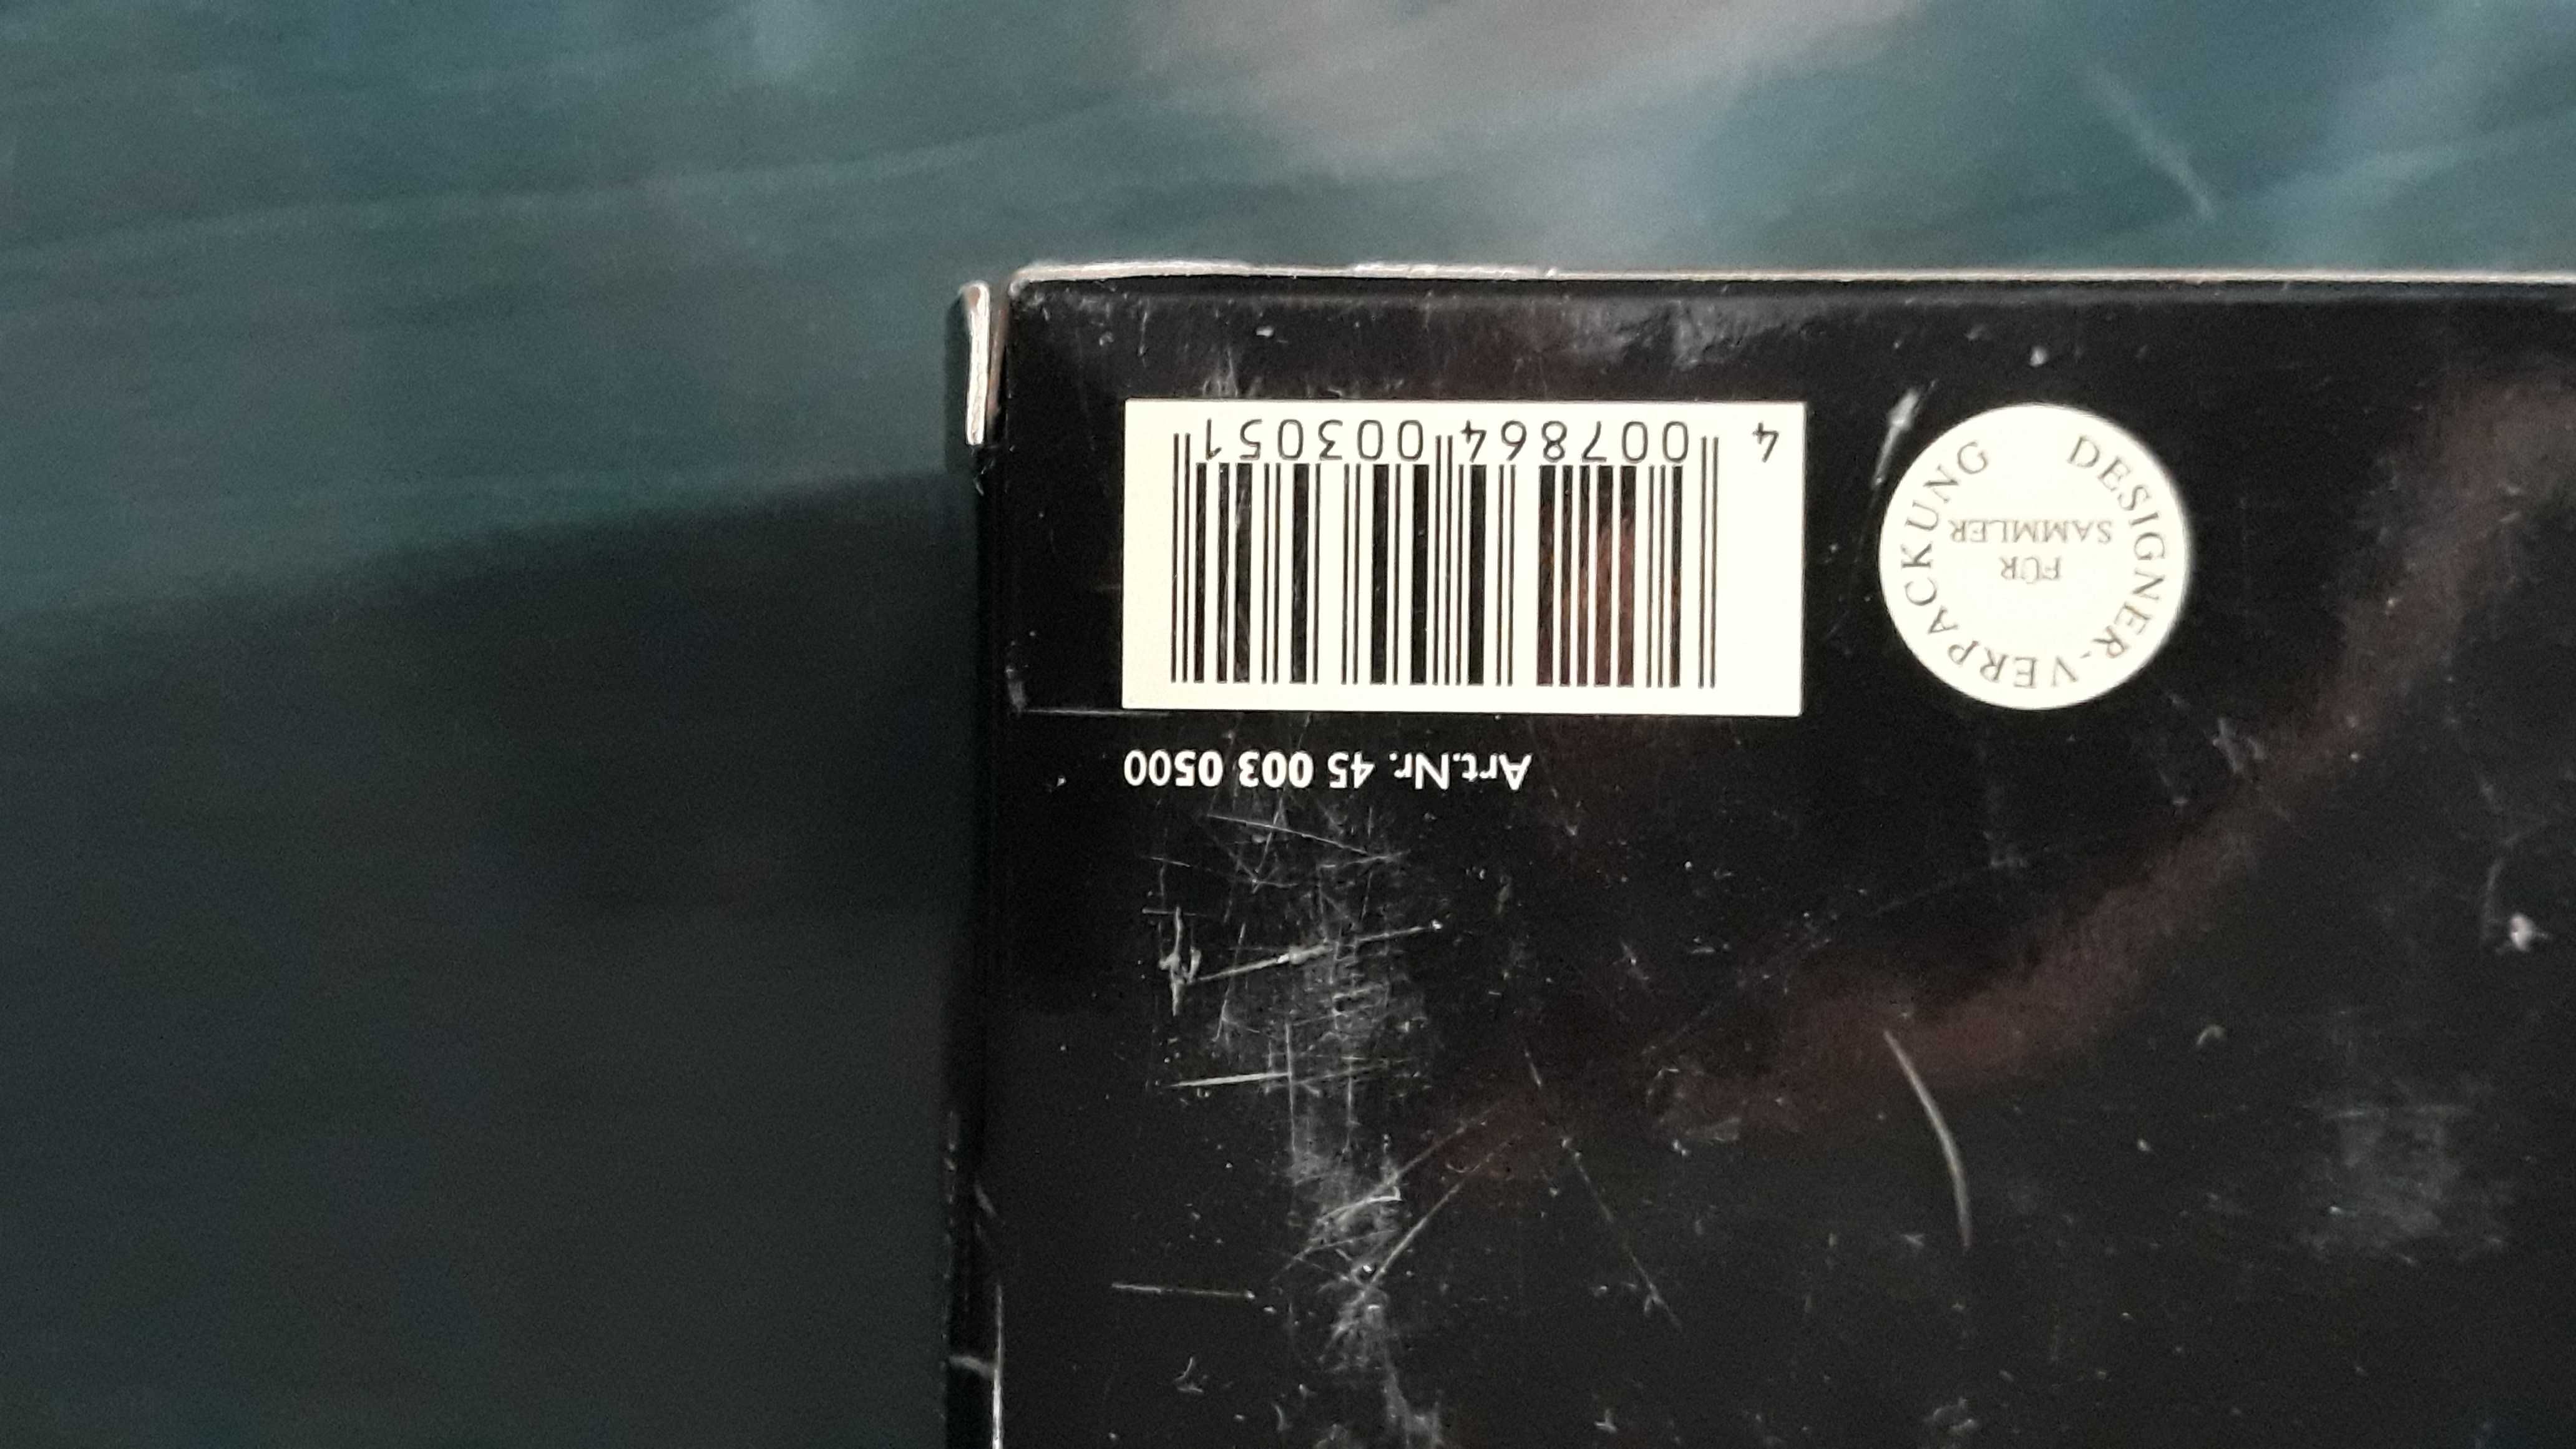 Art.Nr. 45 003 0500
4 007864 003051
DESIGNER-VERPACKUNG
FÜR
SAMMLER